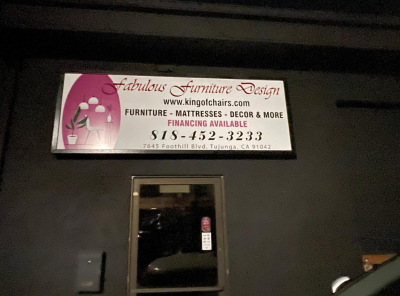 Fabulous Furniture Design
www.kingofchairs.com
FURNITURE - MATTRESSES - DECOR & MORE
FINANCING AVAILABLE
818-452-3233
7645 Foothill Blvd. Tujunga, CA 91042